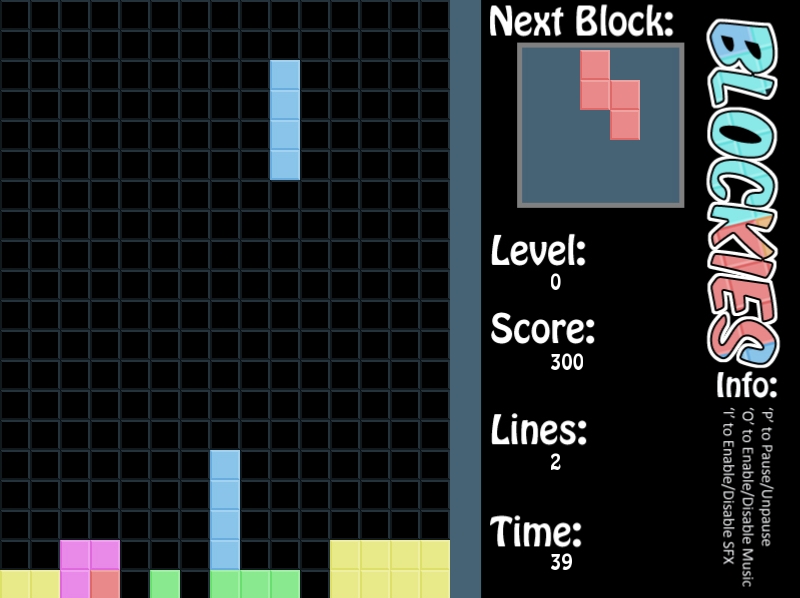 Next Block:
Level:
0
Score:
300
Lines:
2
Time:
39
BLOCKIES
Info:
'P' to Pause/Unpause
'O' to Enable/Disable Music
'I' to Enable/Disable SFX